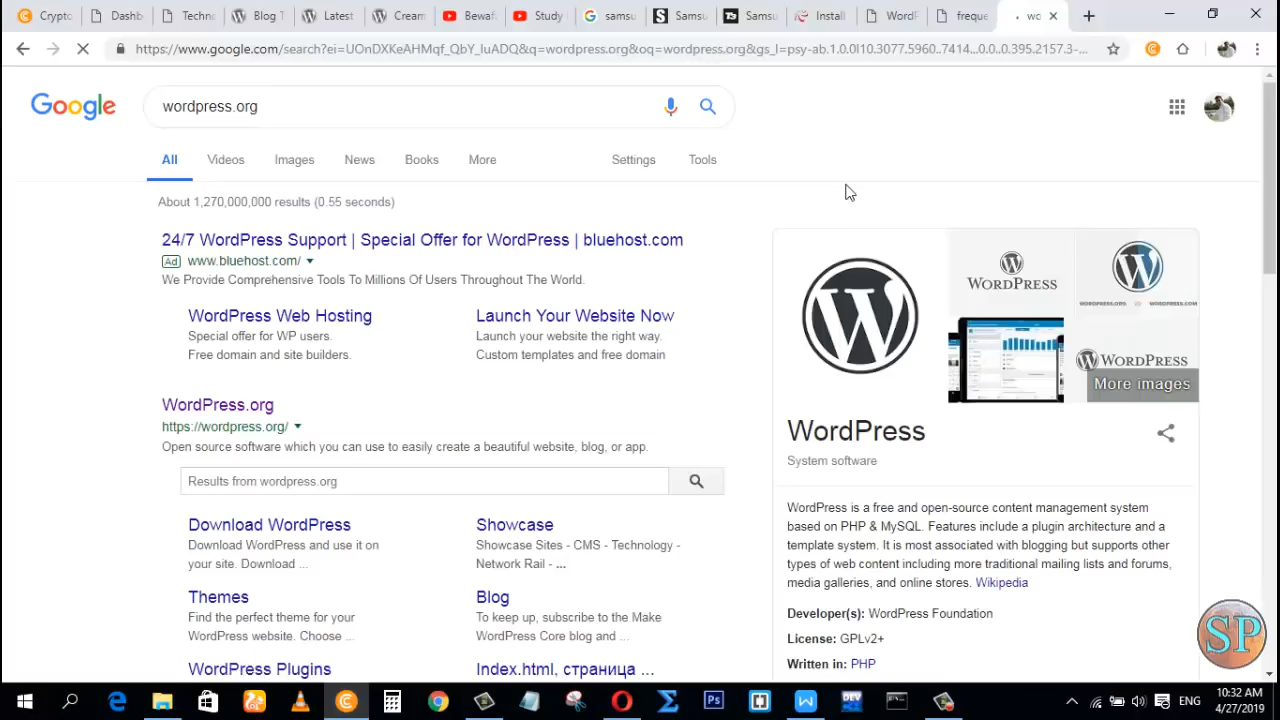 Crypto
Dashb
Techno
Blog T
Latest
Cream
Bewaf
Study
samsu
Samsu
Samsu
Install
WordP
freque
wo
https://www.google.com/search?ei=UOnDXKeAHMqf_QbY_luADQ&q=wordpress.org&oq=wordpress.org&gs_l=psy-ab.1.0.0l10.3077.5960..7414...0.0..0.395.2157.3-...
Google
wordpress.org
All
Videos
Images
News
Books
More
Settings
Tools
About 1,270,000,000 results (0.55 seconds)
24/7 WordPress Support | Special Offer for WordPress | bluehost.com
Ad www.bluehost.com/
We Provide Comprehensive Tools To Millions Of Users Throughout The World.
WordPress Web Hosting
Special offer for WP users.
Free domain and site builders.
Launch Your Website Now
Launch your website the right way.
Custom templates and free domain
WordPress.org
https://wordpress.org/
Open source software which you can use to easily create a beautiful website, blog, or app.
Results from wordpress.org
Download WordPress
Download WordPress and use it on
your site. Download ...
Showcase
Showcase Sites - CMS - Technology -
Network Rail - ...
Themes
Find the perfect theme for your
WordPress website. Choose ...
Blog
To keep up, subscribe to the Make
WordPress Core blog and ...
WordPress Plugins
Index.html, страница ...
WORDPRESS
WORDPRESS
More images
WordPress
System software
WordPress is a free and open-source content management system
based on PHP & MySQL. Features include a plugin architecture and a
template system. It is most associated with blogging but supports other
types of web content including more traditional mailing lists and forums,
media galleries, and online stores. Wikipedia
Developer(s): WordPress Foundation
License: GPLv2+
Written in: PHP
SP
ENG
10:32 AM
4/27/2019